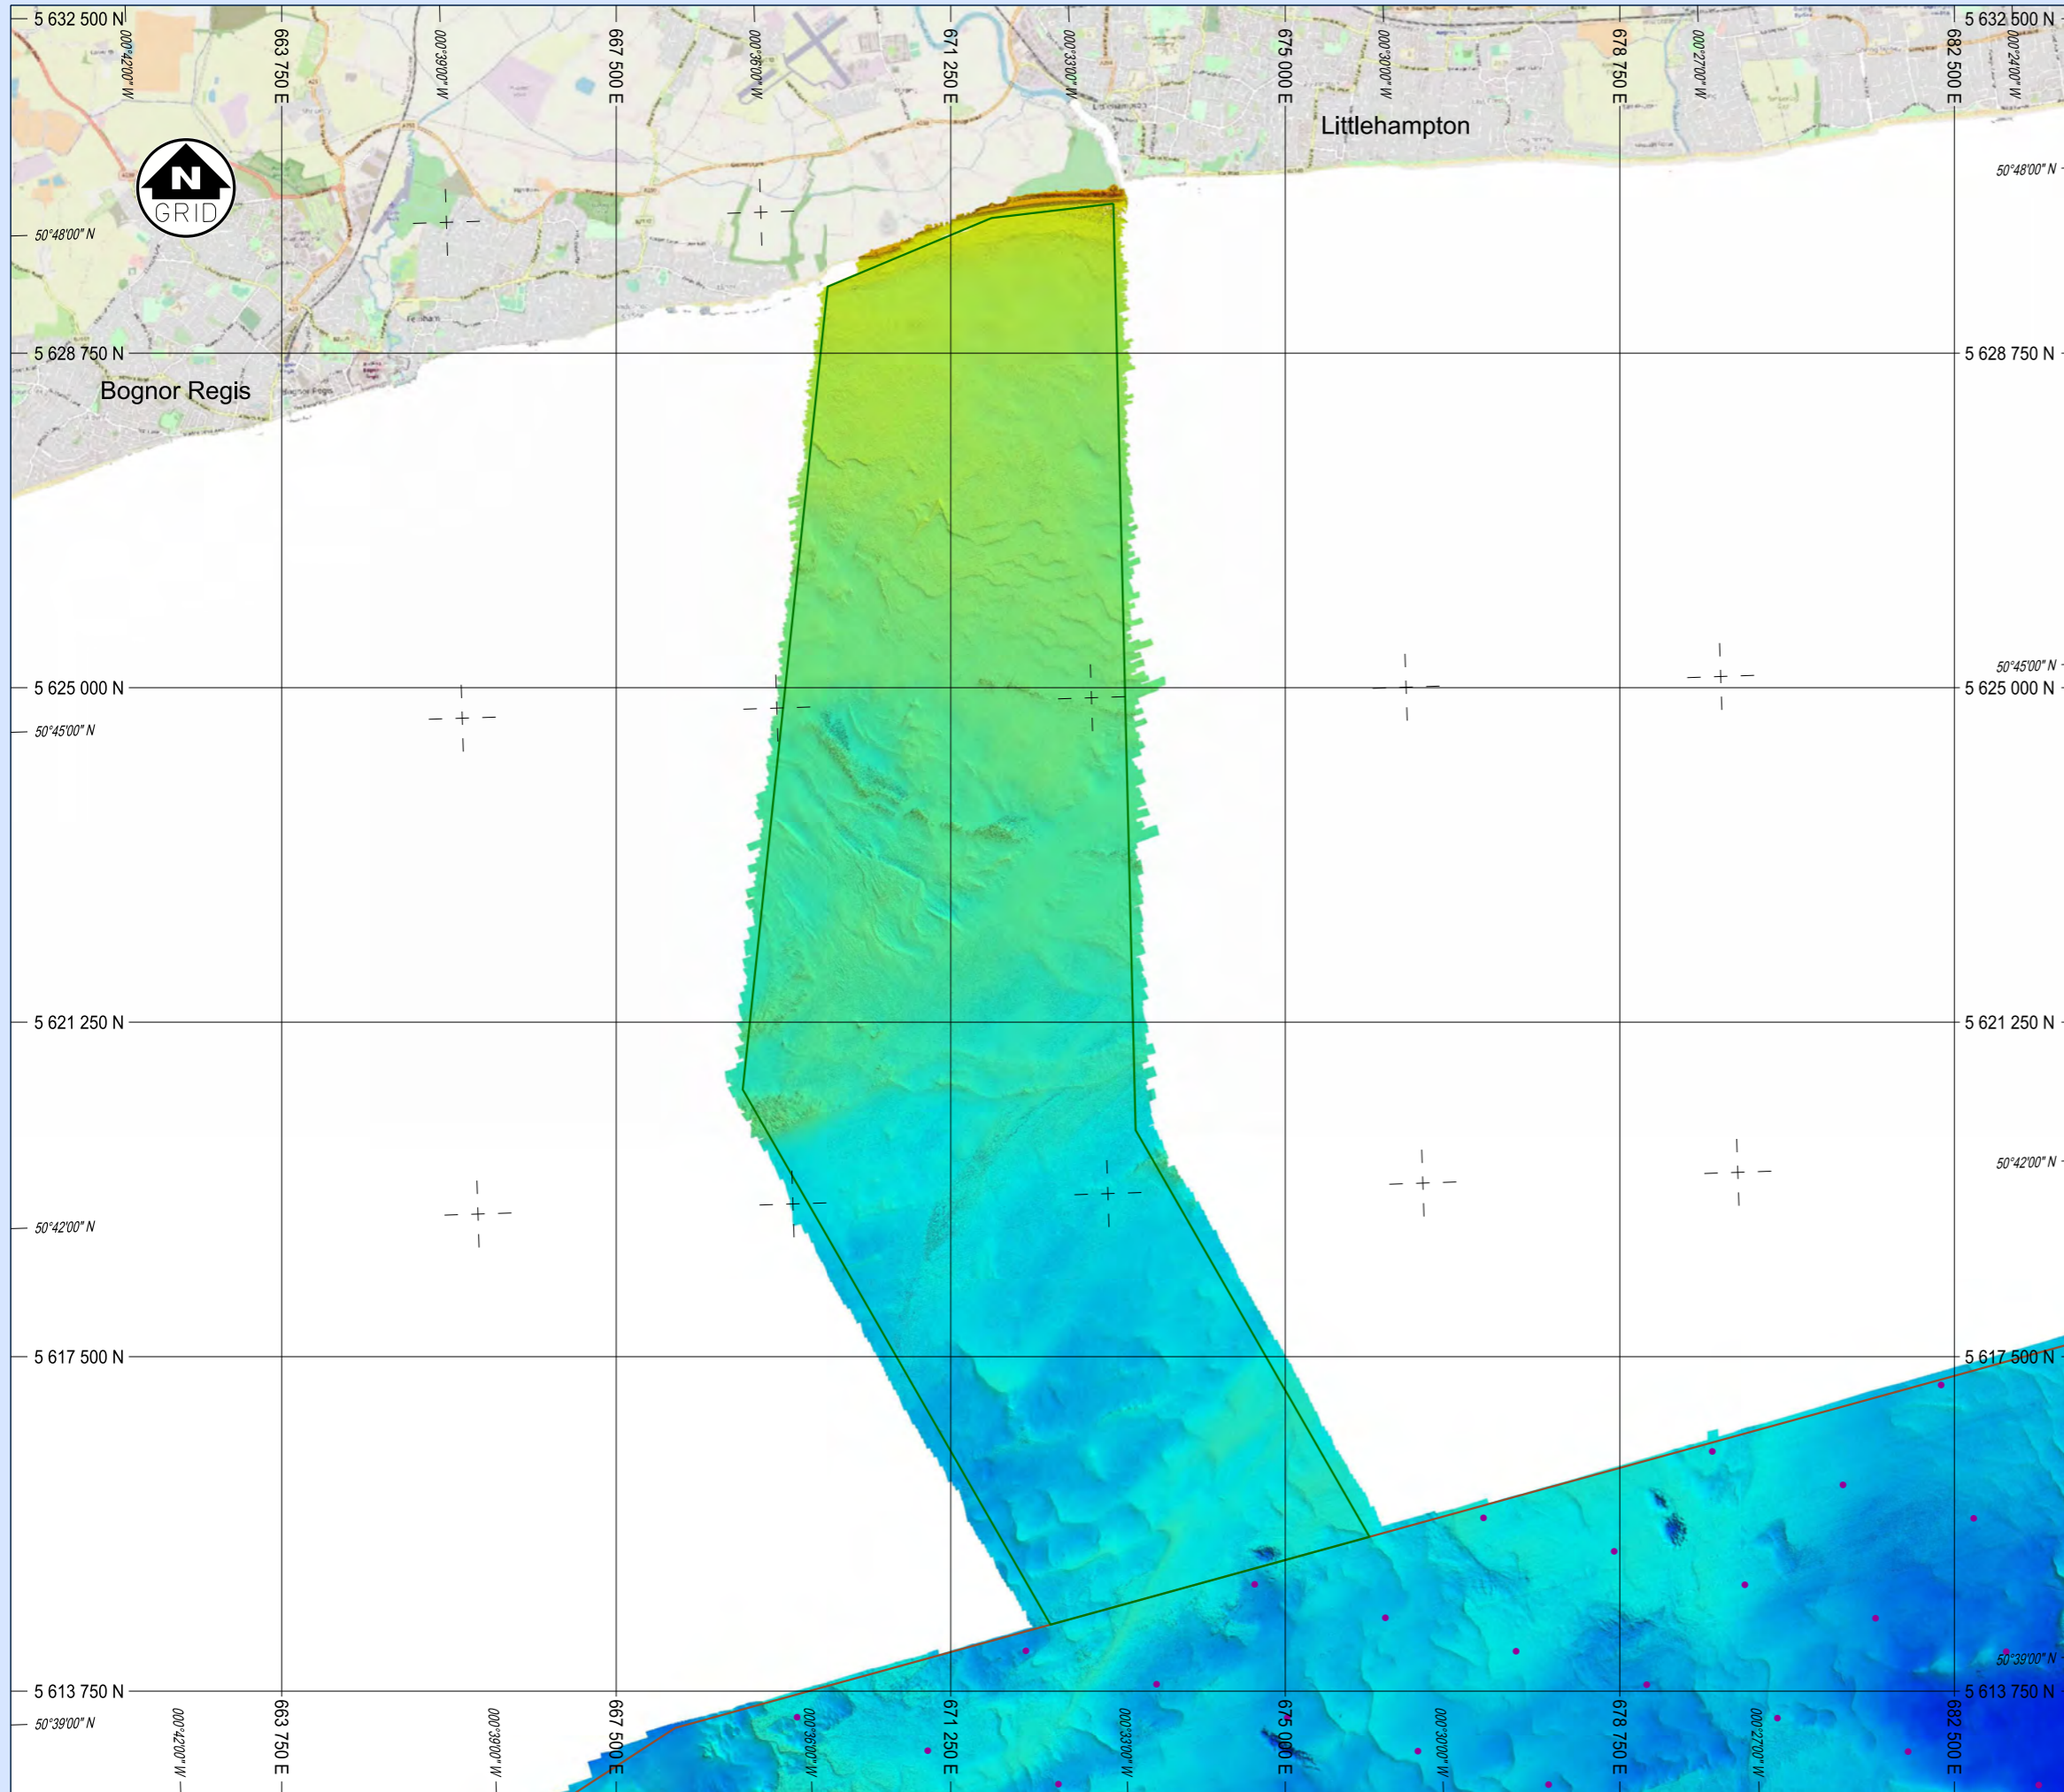 5 632 500 N
5 632 500 N
000°42'00" W
663 750 E
000°39'00" W
667 500 E
000°36'00" W
671 250 E
000°33'00" W
675 000 E
000°30'00" W
678 750 E
000°27'00" W
682 500 E
000°24'00" W
Littlehampton
50°48'00" N
N
GRID
50°48'00" N
5 628 750 N
5 628 750 N
Bognor Regis
50°45'00" N
5 625 000 N
5 625 000 N
50°45'00" N
5 621 250 N
5 621 250 N
50°42'00" N
50°42'00" N
5 617 500 N
5 617 500 N
50°39'00" N
5 613 750 N
5 613 750 N
50°39'00" N
000°42'00" W
663 750 E
000°39'00" W
667 500 E
000°36'00" W
671 250 E
000°33'00" W
675 000 E
000°30'00" W
678 750 E
000°27'00" W
682 500 E